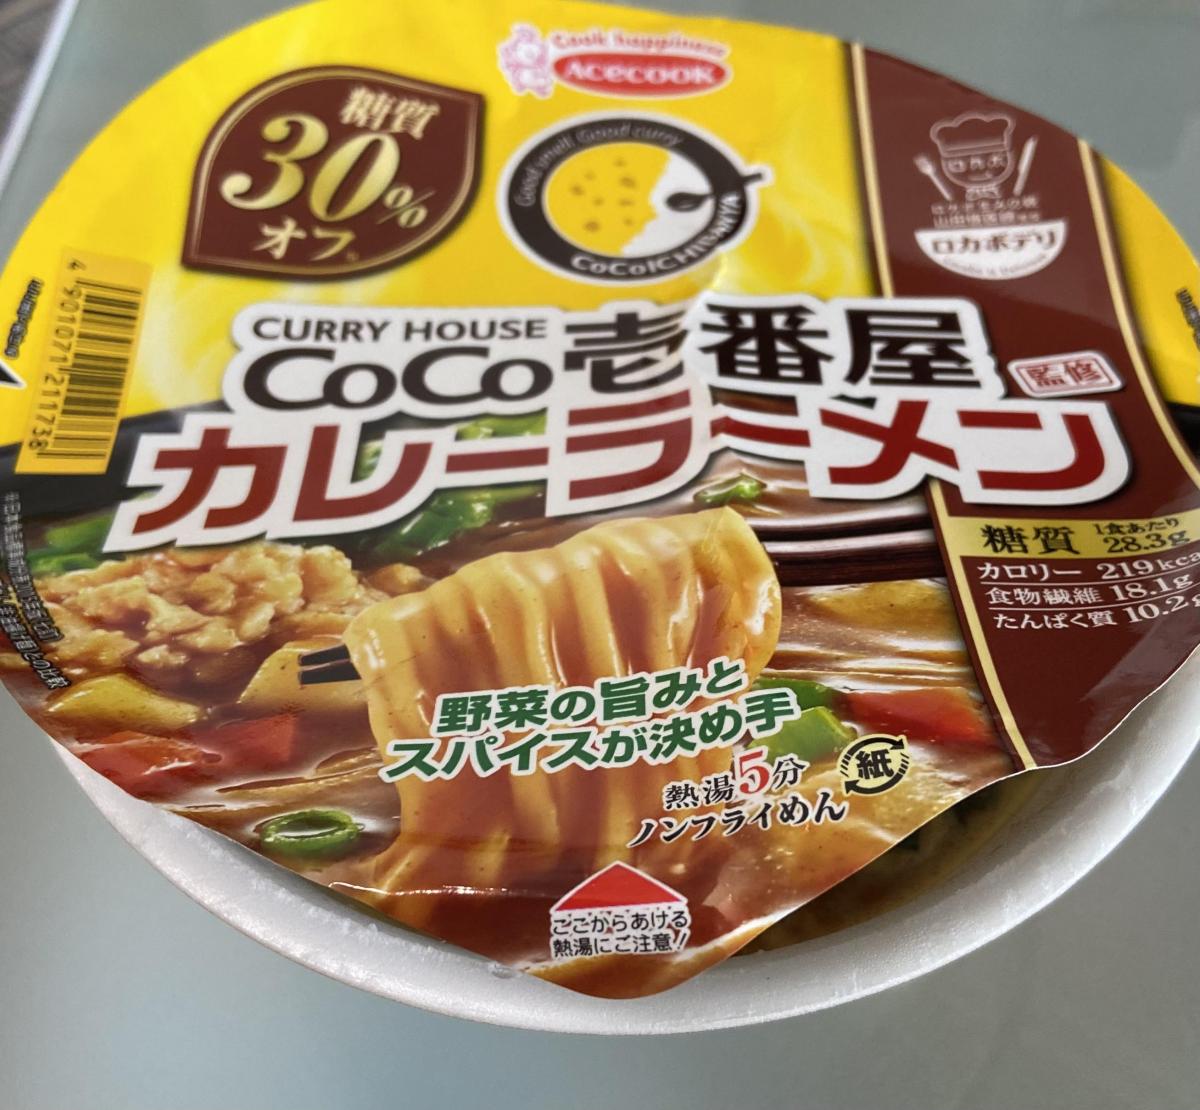 Cook Happiness
Acecook
糖質
30%
オフ
Good smell Good curry
CoCoICHIBANYA
ロカボデリ
4 901071 211738
CURRY HOUSE
CoCo壱番屋
監修
カレーラーメン
糖質 1食あたり 28.3g
カロリー 219kca
食物繊維 18.1g
たんぱく質 10.2g
野菜の旨みと
スパイスが決め手
熱湯5分
ノンフライめん
紙
ここからあける
熱湯にご注意!